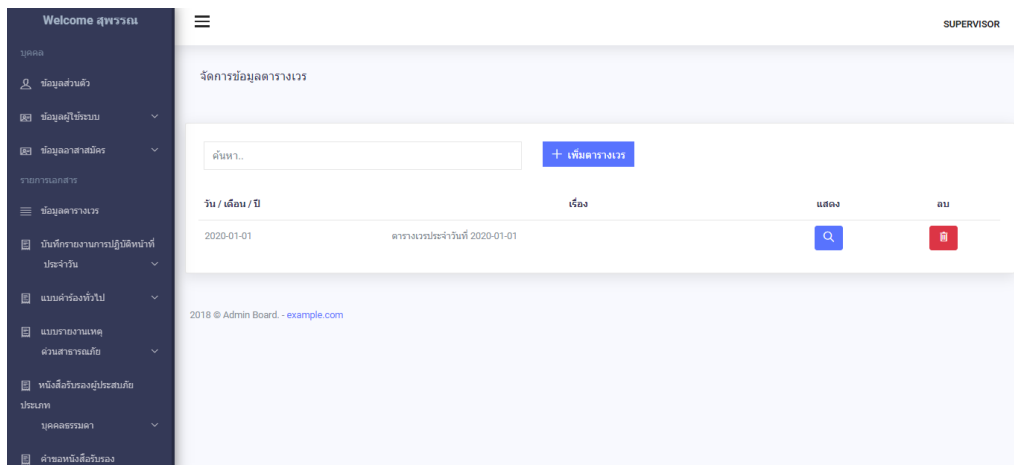 Welcome สุพรรณ
SUPERVISOR
บุคคล
ข้อมูลส่วนตัว
ข้อมูลผู้ใช้ระบบ
ข้อมูลอาสาสมัคร
รายการเอกสาร
ข้อมูลตารางเวร
บันทึกรายงานการปฏิบัติหน้าที่
ประจำวัน
แบบคำร้องทั่วไป
แบบรายงานเหตุ
ด่วนสาธารณภัย
หนังสือรับรองผู้ประสบภัย
ประเภท
บุคคลธรรมดา
คำขอหนังสือรับรอง
จัดการข้อมูลตารางเวร
ค้นหา..
เพิ่มตารางเวร
วัน / เดือน / ปี เรื่อง แสดง ลบ
2020-01-01 ตารางเวรประจำวันที่ 2020-01-01
2018 © Admin Board. - example.com